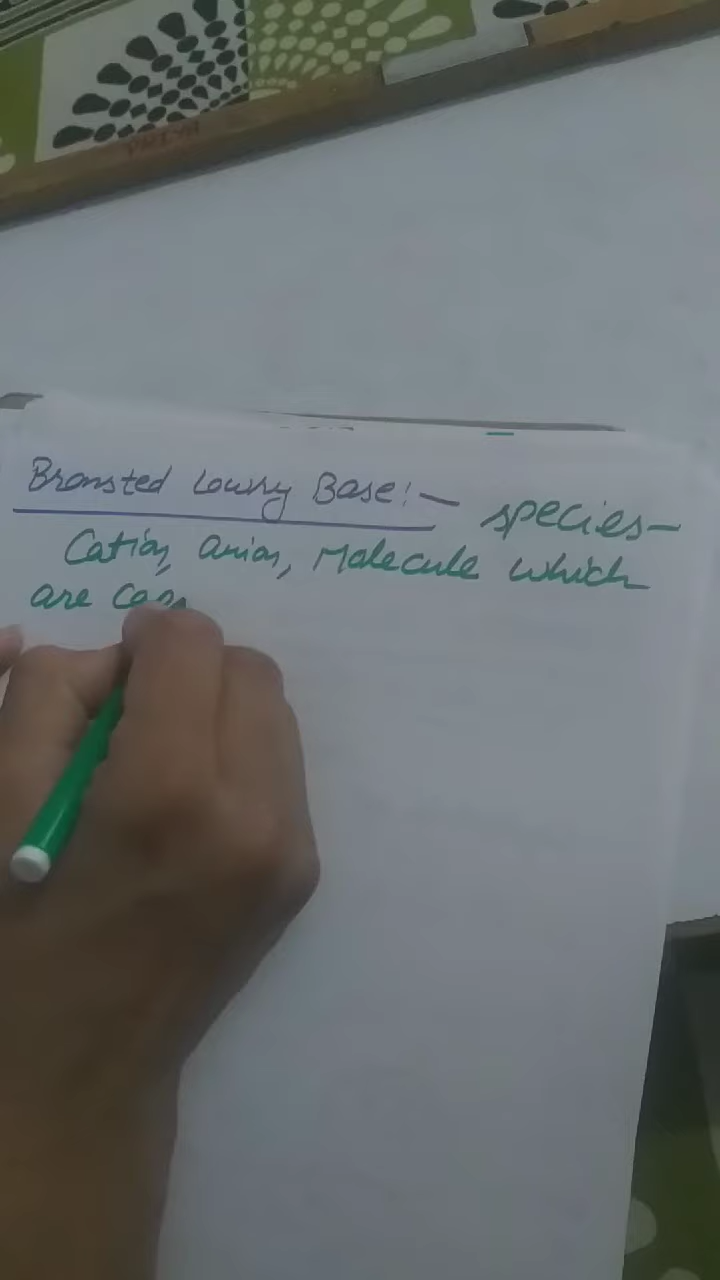 Bronsted Lowry Base:- species-
Cation, anion, Molecule which
are